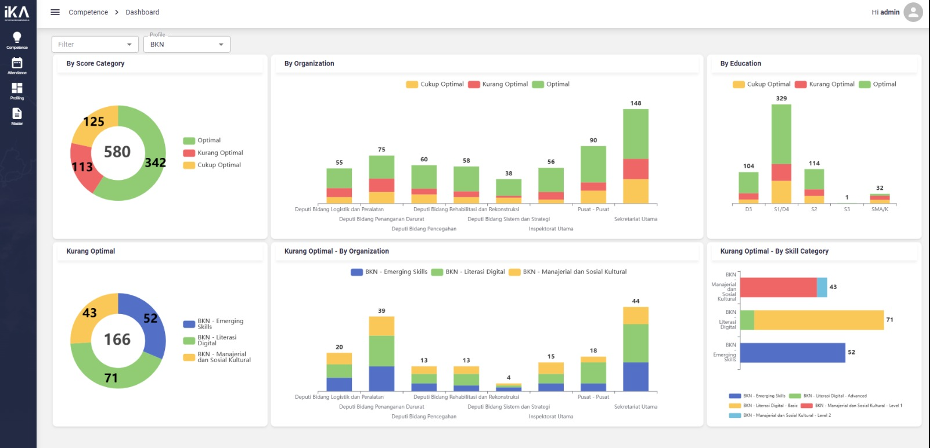 iKA
Competence > Dashboard
Hi admin
Competence
Attendance
Profiling
Master
Filter
Profile
BKN
By Score Category
125
113
580
342
Optimal
Kurang Optimal
Cukup Optimal
By Organization
Cukup Optimal Kurang Optimal Optimal
55
75
60
58
38
56
90
148
Deputi Bidang Logistik dan Peralatan
Deputi Bidang Rehabilitasi dan Rekonstruksi
Pusat - Pusat
Deputi Bidang Penanganan Darurat
Deputi Bidang Sistem dan Strategi
Sekretariat Utama
Deputi Bidang Pencegahan
Inspektorat Utama
By Education
Cukup Optimal Kurang Optimal Optimal
104
329
114
1
32
D3
S1/D4
S2
S3
SMA/K
Kurang Optimal
43
52
166
71
BKN - Emerging
Skills
BKN - Literasi
Digital
BKN - Manajerial
dan Sosial Kultural
Kurang Optimal - By Organization
BKN - Emerging Skills BKN - Literasi Digital BKN - Manajerial dan Sosial Kultural
20
39
13
13
4
15
18
44
Deputi Bidang Logistik dan Peralatan
Deputi Bidang Rehabilitasi dan Rekonstruksi
Pusat - Pusat
Deputi Bidang Penanganan Darurat
Deputi Bidang Sistem dan Strategi
Sekretariat Utama
Deputi Bidang Pencegahan
Inspektorat Utama
Kurang Optimal - By Skill Category
BKN
-
Manajerial
dan
Sosial
Kultural
43
BKN
-
Literasi
Digital
71
BKN
-
Emerging
Skills
52
BKN - Emerging Skills BKN - Literasi Digital - Advanced
BKN - Literasi Digital - Basic BKN - Manajerial dan Sosial Kultural - Level 1
BKN - Manajerial dan Sosial Kultural - Level 2